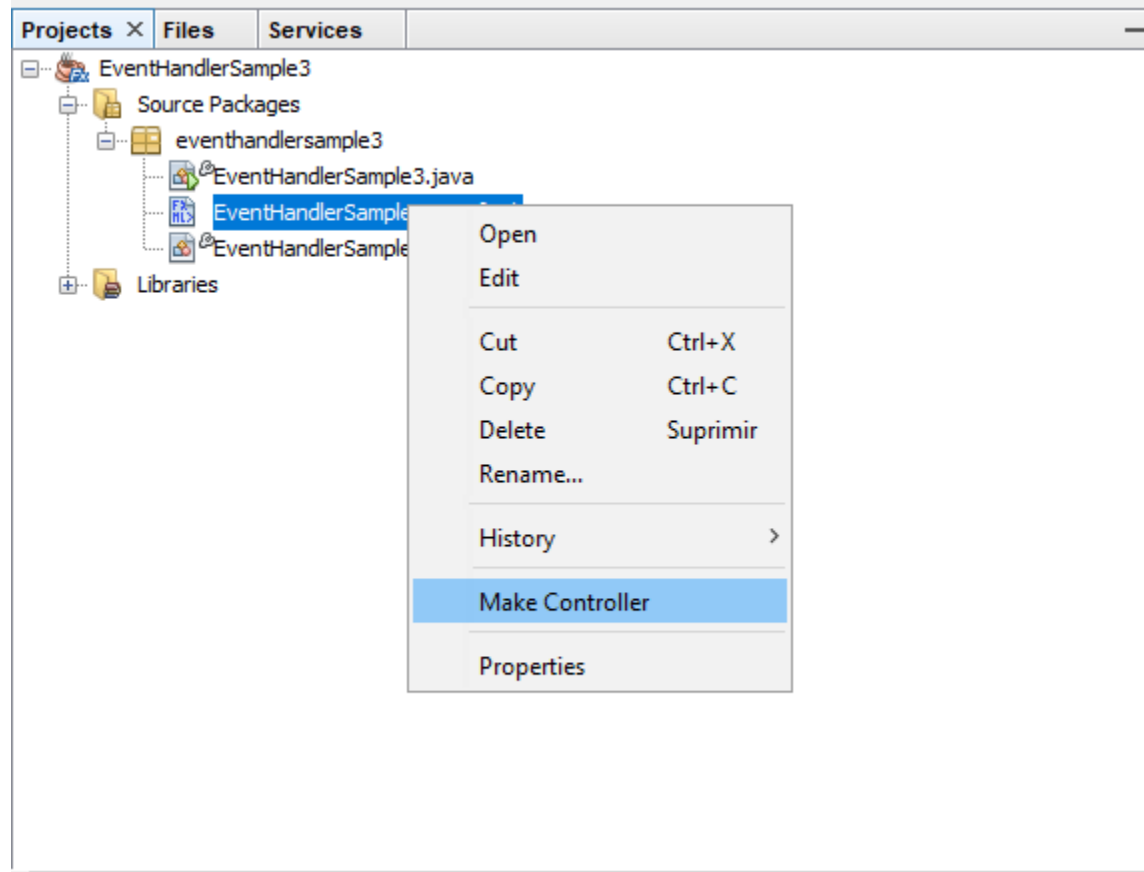 Projects Files Services
EventHandlerSample3
Source Packages
eventhandlersample3
EventHandlerSample3.java
EventHandlerSample
EventHandlerSample
Libraries
Open
Edit
Cut Ctrl+X
Copy Ctrl+C
Delete Suprimir
Rename...
History
Make Controller
Properties